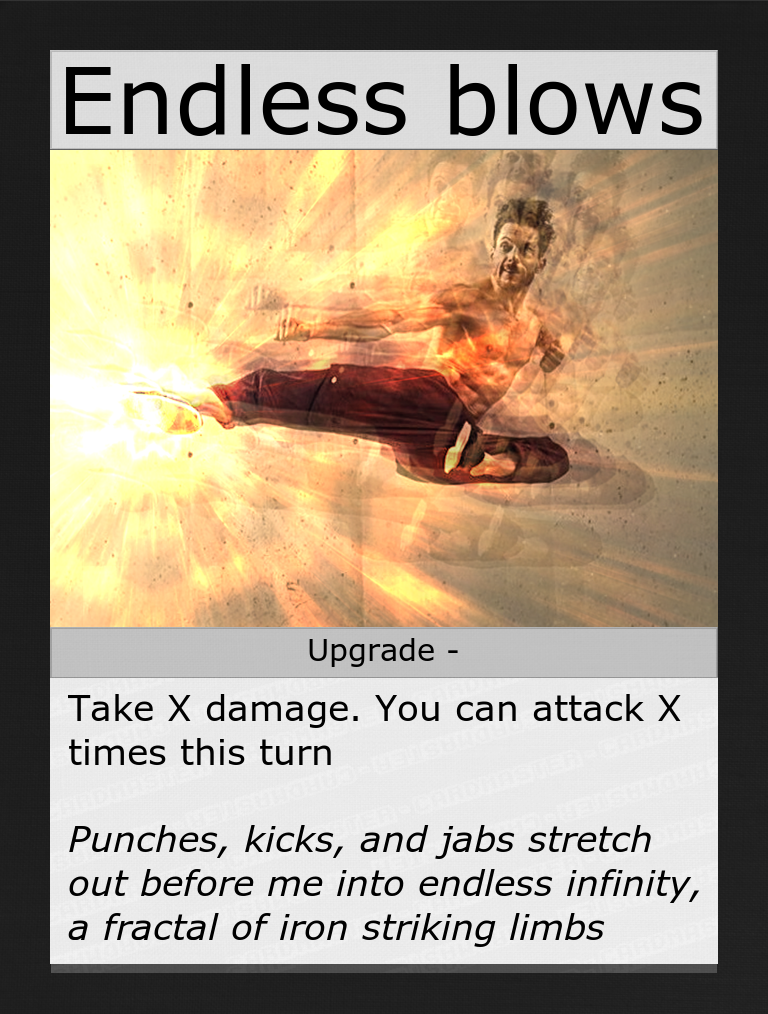 Endless blows
Upgrade -
Take X damage. You can attack X
times this turn
Punches, kicks, and jabs stretch
out before me into endless infinity,
a fractal of iron striking limbs